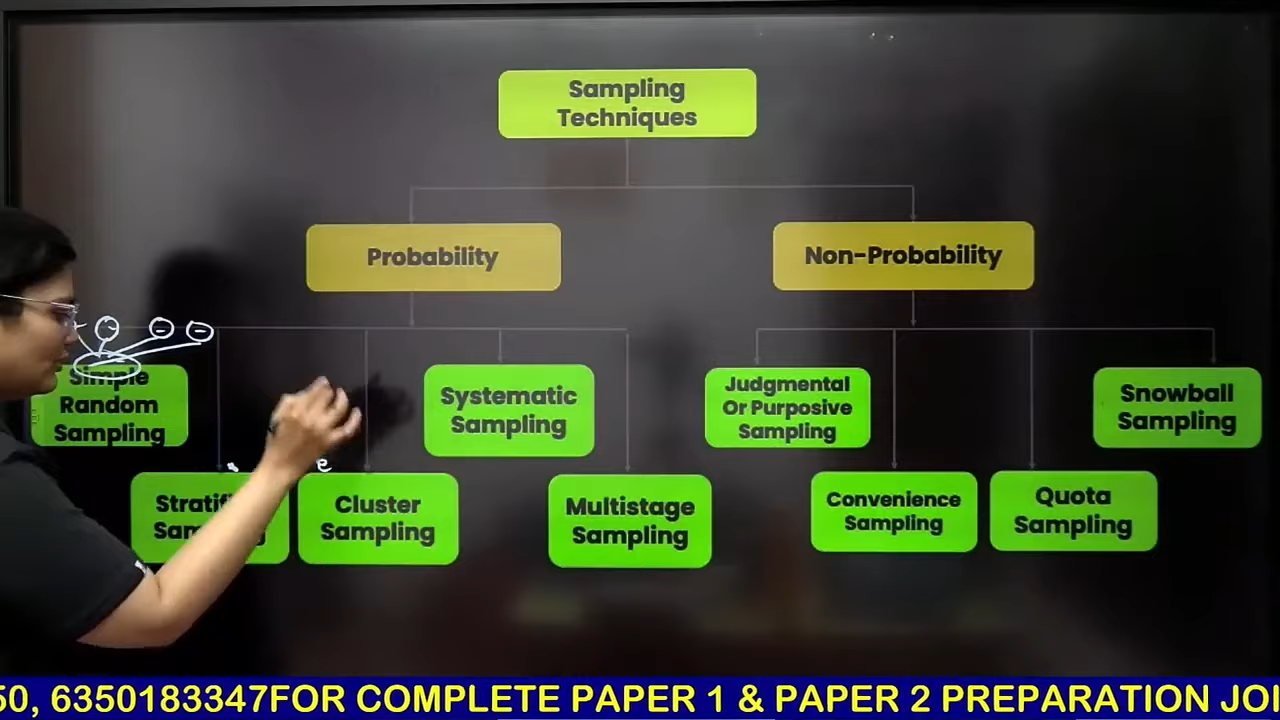 Sampling
Techniques
Probability
Non-Probability
Simple
Random
Sampling
Systematic
Sampling
Judgmental
Or Purposive
Sampling
Snowball
Sampling
Cluster
Sampling
Multistage
Sampling
Convenience
Sampling
Quota
Sampling
50, 6350183347FOR COMPLETE PAPER 1 & PAPER 2 PREPARATION